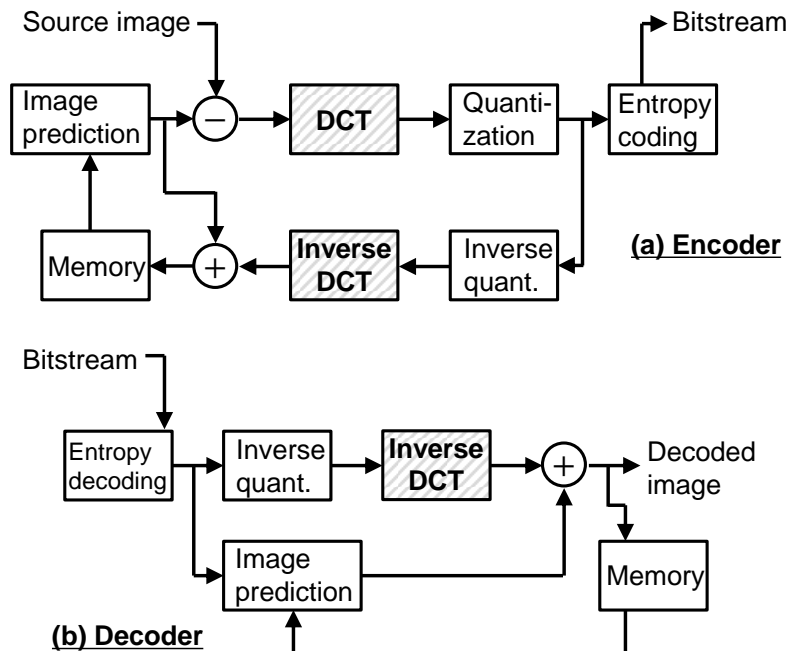 Source image
Bitstream
Image
prediction
−
DCT
Quanti-
zation
Entropy
coding
Memory
+
Inverse
DCT
Inverse
quant.
(a) Encoder
Bitstream
Entropy
decoding
Inverse
quant.
Inverse
DCT
+
Decoded
image
Image
prediction
Memory
(b) Decoder